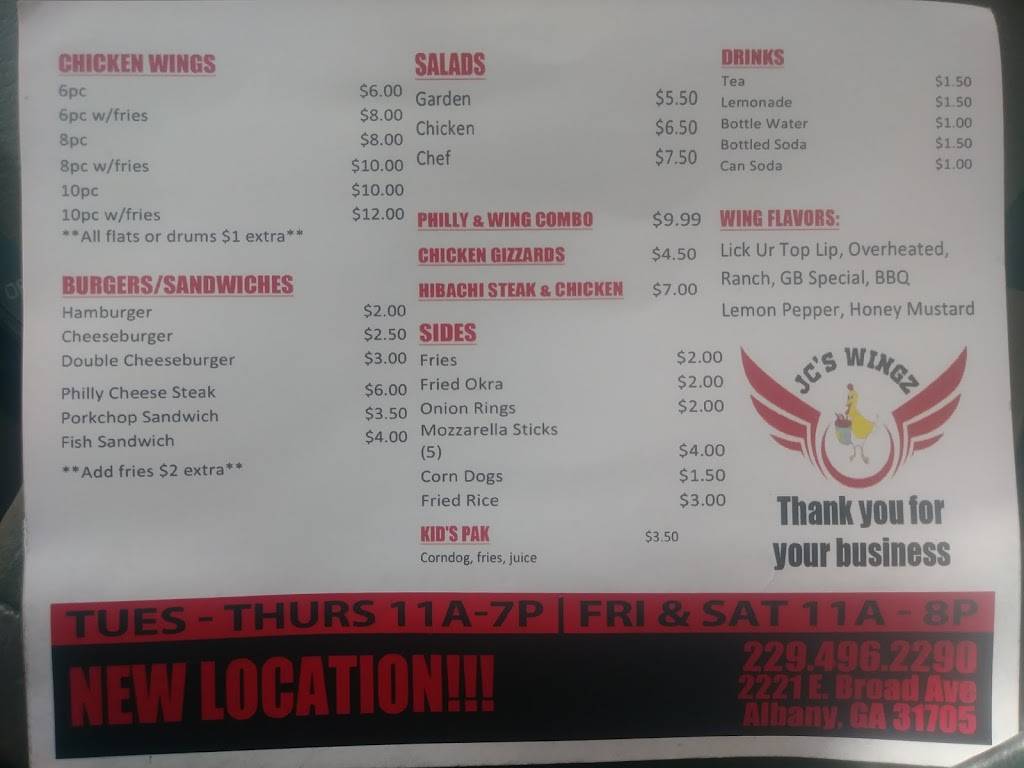 CHICKEN WINGS
6pc $6.00
6pc w/fries $8.00
8pc $8.00
8pc w/fries $10.00
10pc $10.00
10pc w/fries $12.00
**All flats or drums $1 extra**
BURGERS/SANDWICHES
Hamburger $2.00
Cheeseburger $2.50
Double Cheeseburger $3.00
Philly Cheese Steak $6.00
Porkchop Sandwich $3.50
Fish Sandwich $4.00
**Add fries $2 extra**
SALADS
Garden $5.50
Chicken $6.50
Chef $7.50
PHILLY & WING COMBO $9.99
CHICKEN GIZZARDS $4.50
HIBACHI STEAK & CHICKEN $7.00
SIDES
Fries $2.00
Fried Okra $2.00
Onion Rings $2.00
Mozzarella Sticks
(5) $4.00
Corn Dogs $1.50
Fried Rice $3.00
KID'S PAK $3.50
Corndog, fries, juice
DRINKS
Tea $1.50
Lemonade $1.50
Bottle Water $1.00
Bottled Soda $1.50
Can Soda $1.00
WING FLAVORS:
Lick Ur Top Lip, Overheated,
Ranch, GB Special, BBQ
Lemon Pepper, Honey Mustard
JC'S WINGZ
Thank you for
your business
TUES - THURS 11A-7P | FRI & SAT 11A - 8P
NEW LOCATION!!!
229.496.2290
2221 E. Broad Ave
Albany, GA 31705